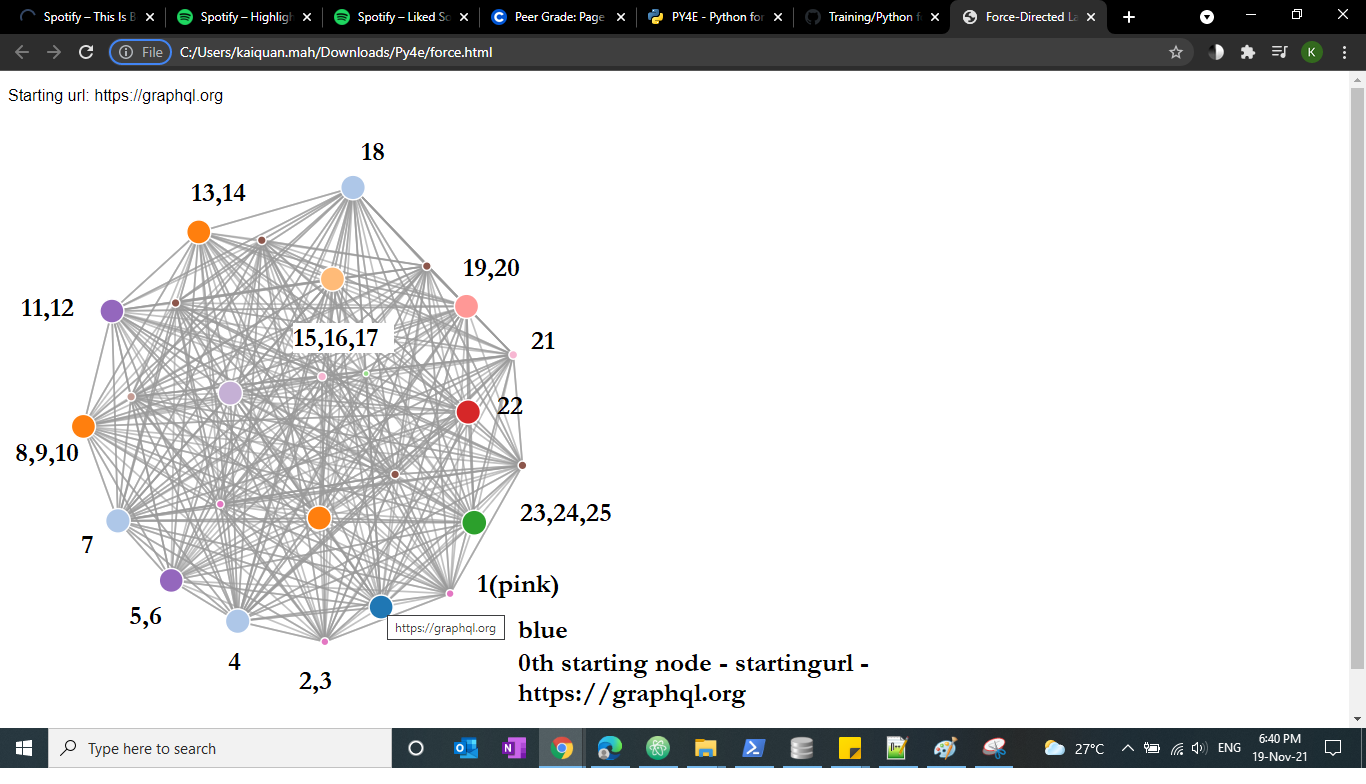 Spotify – This Is B
Spotify – Highligh
Spotify – Liked So
Peer Grade: Page
PY4E - Python for
Training/Python f
Force-Directed La
File C:/Users/kaiquan.mah/Downloads/Py4e/force.html
K
Starting url: https://graphql.org
18
13,14
19,20
11,12
15,16,17
21
22
8,9,10
23,24,25
7
1(pink)
5,6
https://graphql.org
blue
4
0th starting node - startingurl -
2,3
https://graphql.org
Type here to search
27°C
ENG
6:40 PM
19-Nov-21